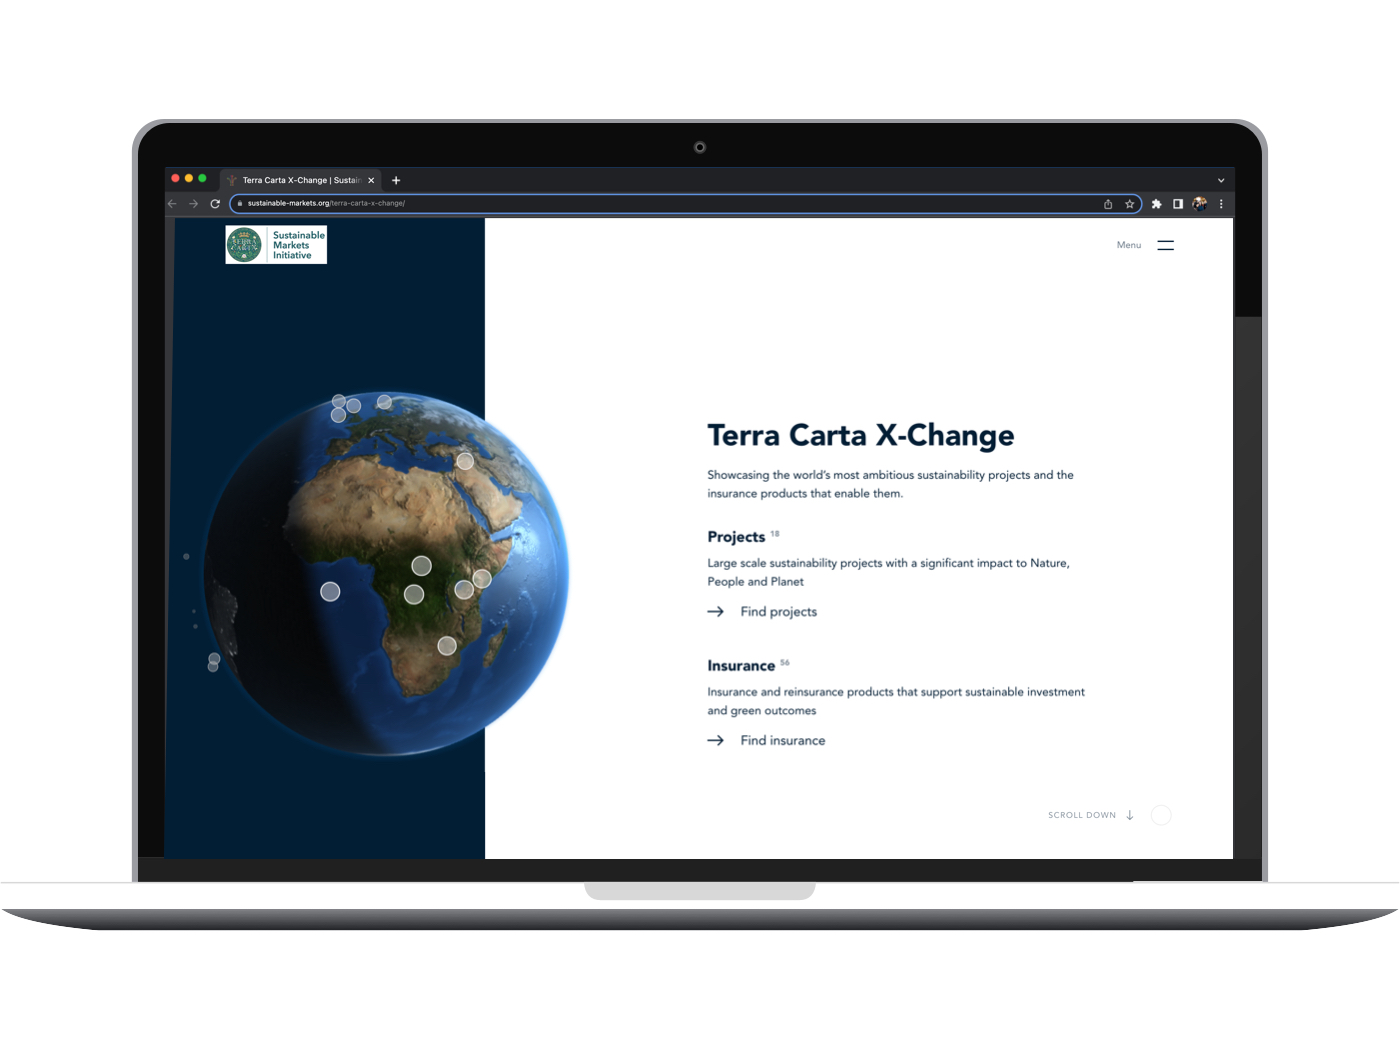 Terra Carta X-Change | Sustain
sustainable-markets.org/terra-carta-x-change/
TERRA
CARTA
Sustainable
Markets
Initiative
Menu
Terra Carta X-Change
Showcasing the world's most ambitious sustainability projects and the
insurance products that enable them.
Projects 18
Large scale sustainability projects with a significant impact to Nature,
People and Planet
Find projects
Insurance 56
Insurance and reinsurance products that support sustainable investment
and green outcomes
Find insurance
SCROLL DOWN